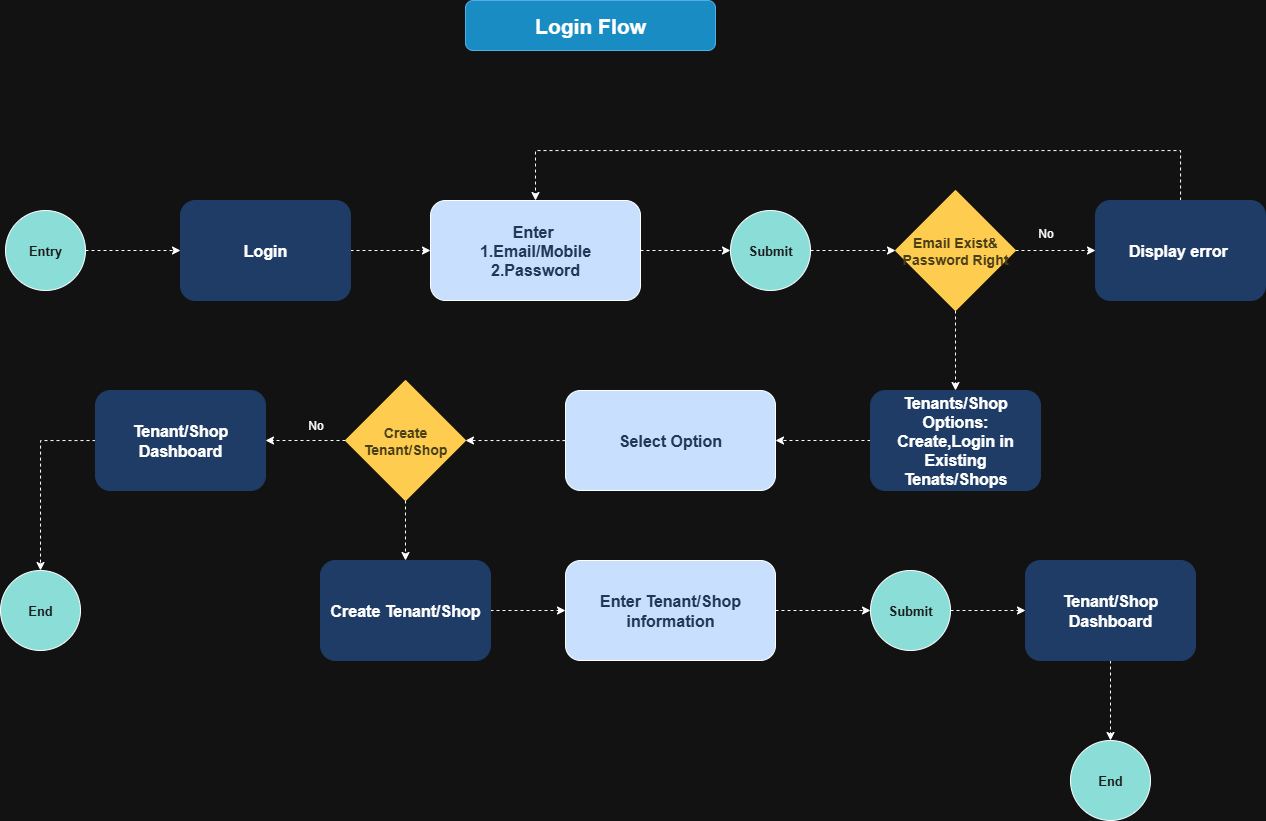 Login Flow
Entry
Login
Enter
1.Email/Mobile
2.Password
Submit
Email Exist&
Password Right
No
Display error
Tenant/Shop
Dashboard
No
Create
Tenant/Shop
Select Option
Tenants/Shop
Options:
Create,Login in
Existing
Tenats/Shops
End
Create Tenant/Shop
Enter Tenant/Shop
information
Submit
Tenant/Shop
Dashboard
End